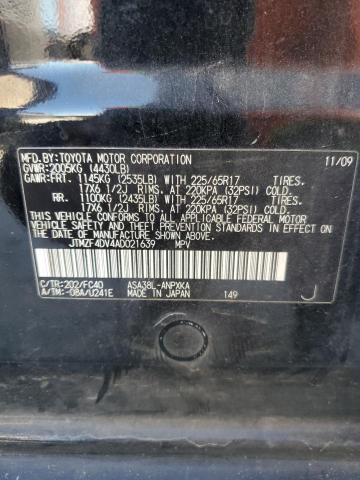 MFD.BY:TOYOTA MOTOR CORPORATION 11/09
GVWR:2005KG (4430LB)
GAWR:FRT. 1145KG (2535LB) WITH 225/65R17 TIRES.
17X6 1/2J RIMS. AT 220KPA (32PSI) COLD.
RR. 1100KG (2435LB) WITH 225/65R17 TIRES.
17X6 1/2J RIMS. AT 220KPA (32PSI) COLD.
THIS VEHICLE CONFORMS TO ALL APPLICABLE FEDERAL MOTOR
VEHICLE SAFETY, BUMPER, AND THEFT PREVENTION STANDARDS IN
EFFECT ON THE DATE OF MANUFACTURE SHOWN ABOVE.
JTMZF4DV4AD021639 MPV
C/TR:202/FC40 ASA38L-ANPXKA
A/TM:-08A/U241E MADE IN JAPAN 149 J